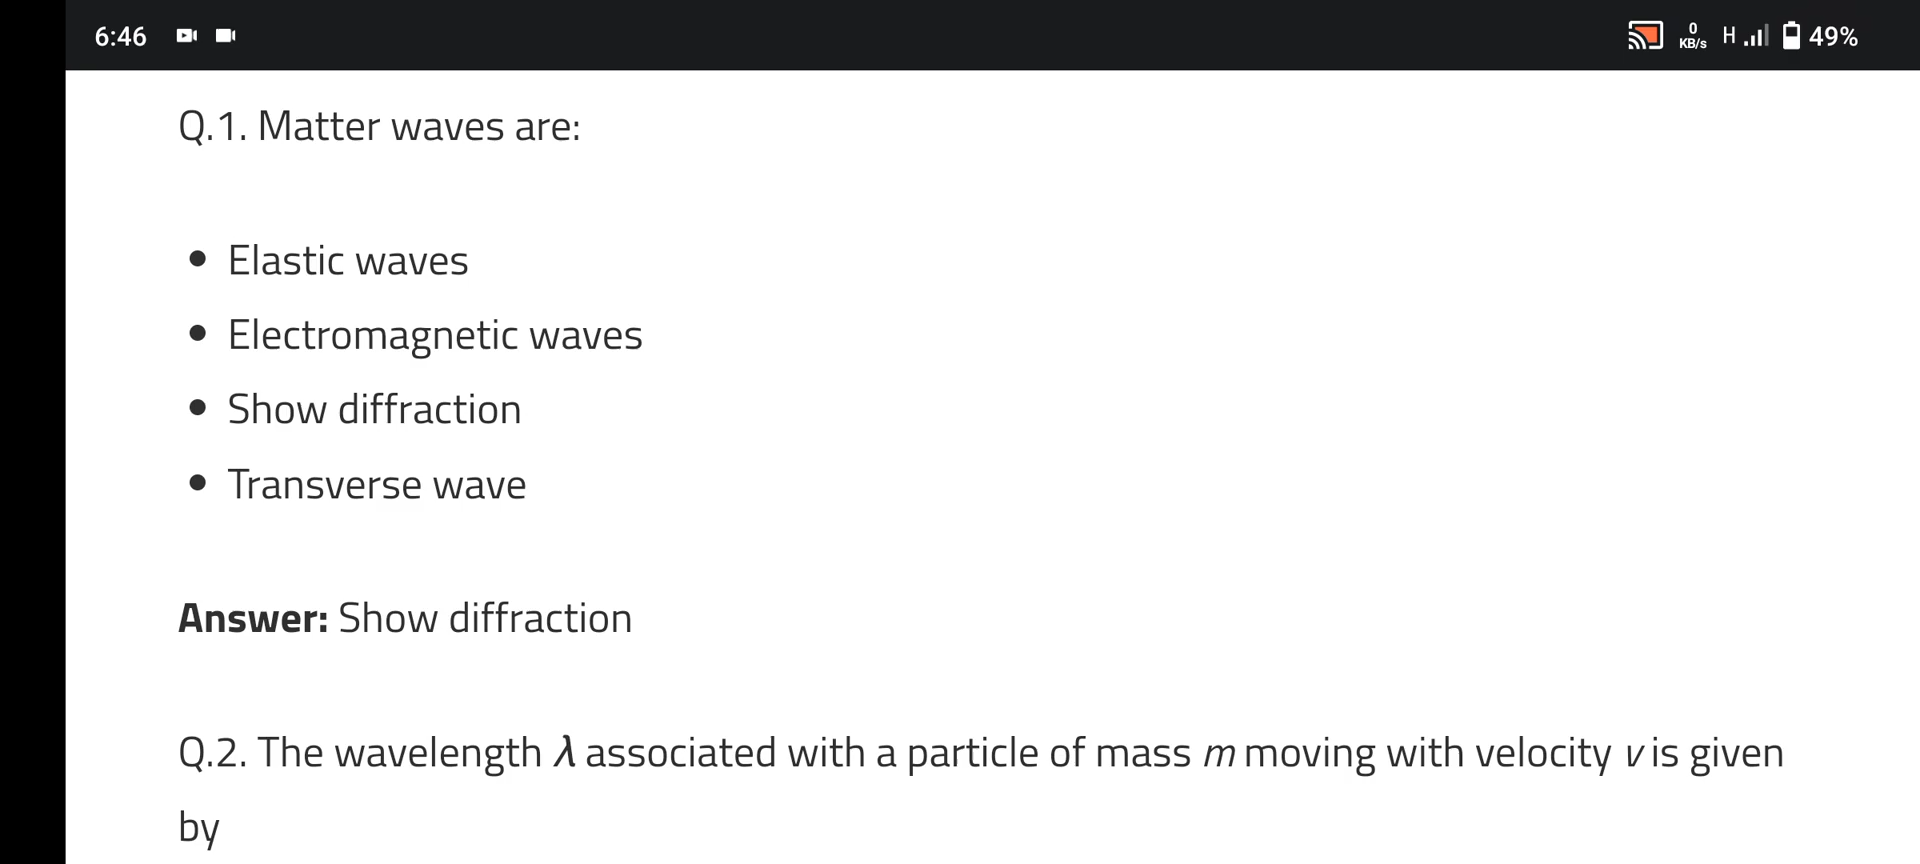 6:46
0
KB/s
H
49%
Q.1. Matter waves are:
• Elastic waves
• Electromagnetic waves
• Show diffraction
• Transverse wave
Answer: Show diffraction
Q.2. The wavelength λ associated with a particle of mass m moving with velocity v is given
by